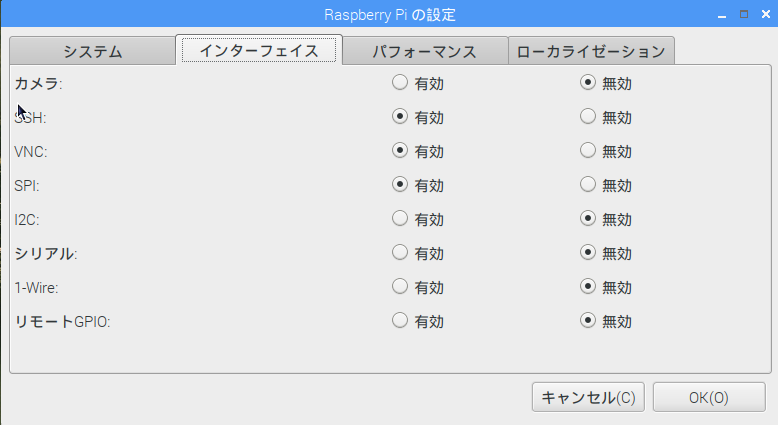 Raspberry Pi の設定
システム インターフェイス パフォーマンス ローカライゼーション
カメラ: 有効 無効
SSH: 有効 無効
VNC: 有効 無効
SPI: 有効 無効
I2C: 有効 無効
シリアル: 有効 無効
1-Wire: 有効 無効
リモートGPIO: 有効 無効
キャンセル(C) OK(O)